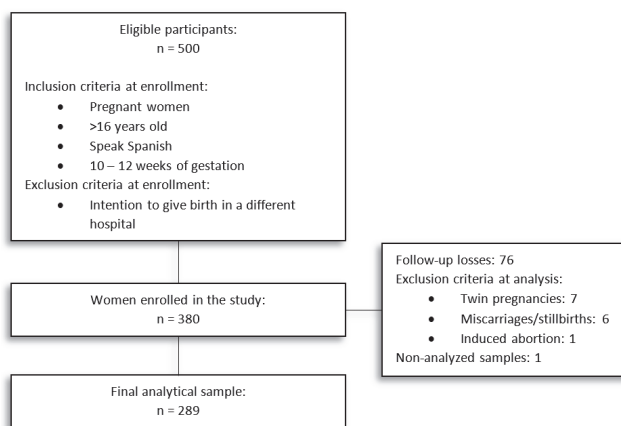 Eligible participants:
n = 500
Inclusion criteria at enrollment:
• Pregnant women
• >16 years old
• Speak Spanish
• 10 – 12 weeks of gestation
Exclusion criteria at enrollment:
• Intention to give birth in a different
hospital
Women enrolled in the study:
n = 380
Follow-up losses: 76
Exclusion criteria at analysis:
• Twin pregnancies: 7
• Miscarriages/stillbirths: 6
• Induced abortion: 1
Non-analyzed samples: 1
Final analytical sample:
n = 289